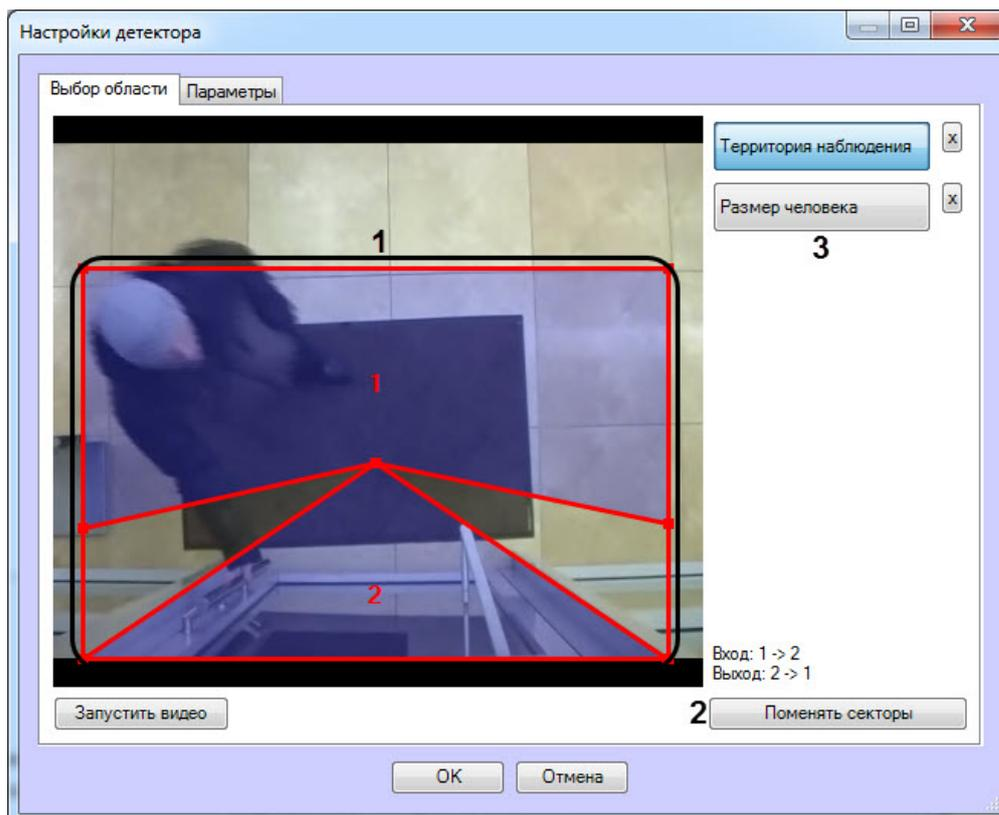 Настройки детектора
Выбор области
Параметры
Территория наблюдения
x
Размер человека
x
3
1
1
2
Вход: 1 -> 2
Выход: 2 -> 1
Запустить видео
2
Поменять секторы
OK
Отмена